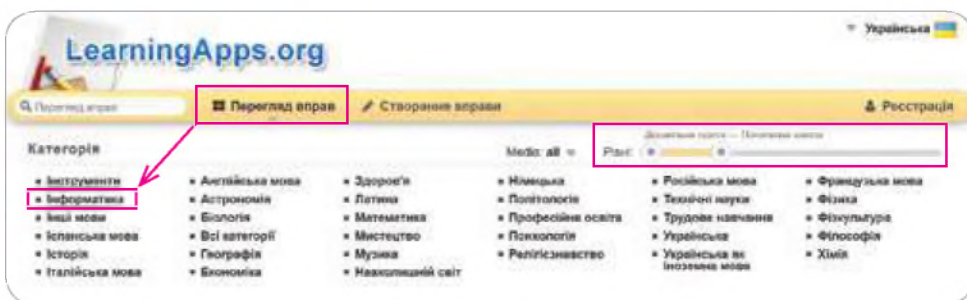 Українська
LearningApps.org
Перегляд вправ Перегляд вправ Створення вправи Реєстрація
Категорія
Дошкільна освіта — Початкова школа
Media: all Рівні:
Інструменти Англійська мова Здоров'я Німецька Російська мова Французька мова
Інформатика Астрономія Латина Політологія Технічні науки Фізика
Інші мови Біологія Математика Професійна освіта Трудове навчання Фізкультура
Іспанська мова Всі категорії Мистецтво Психологія Українська Філософія
Історія Географія Музика Релігієзнавство Українська як іноземна мова Хімія
Італійська мова Економіка Навколишній світ